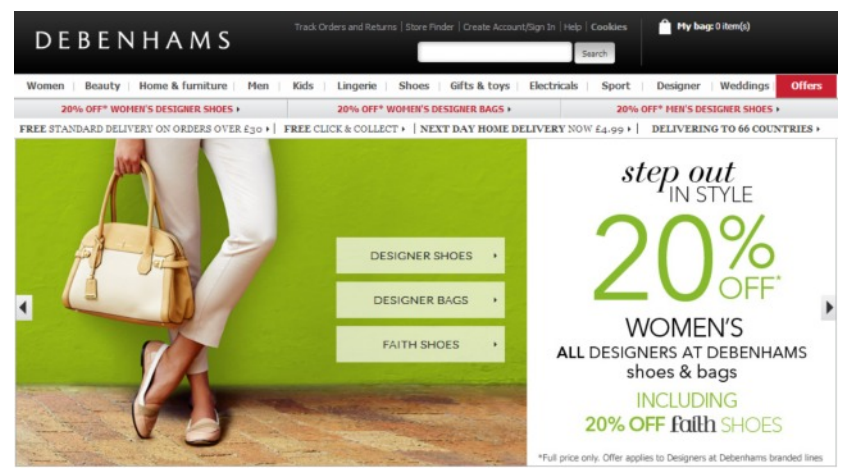 Track Orders and Returns | Store Finder | Create Account/Sign In | Help | Cookies
My bag: 0 item(s)
DEBENHAMS
Search
Women | Beauty | Home & furniture | Men | Kids | Lingerie | Shoes | Gifts & toys | Electricals | Sport | Designer | Weddings | Offers
20% OFF* WOMEN'S DESIGNER SHOES
20% OFF* WOMEN'S DESIGNER BAGS
20% OFF* MEN'S DESIGNER SHOES
FREE STANDARD DELIVERY ON ORDERS OVER £30 | FREE CLICK & COLLECT | NEXT DAY HOME DELIVERY NOW £4.99 | DELIVERING TO 66 COUNTRIES
DESIGNER SHOES
DESIGNER BAGS
FAITH SHOES
step out
IN STYLE
20%
OFF*
WOMEN'S
ALL DESIGNERS AT DEBENHAMS
shoes & bags
INCLUDING
20% OFF Faith SHOES
*Full price only. Offer applies to Designers at Debenhams branded lines